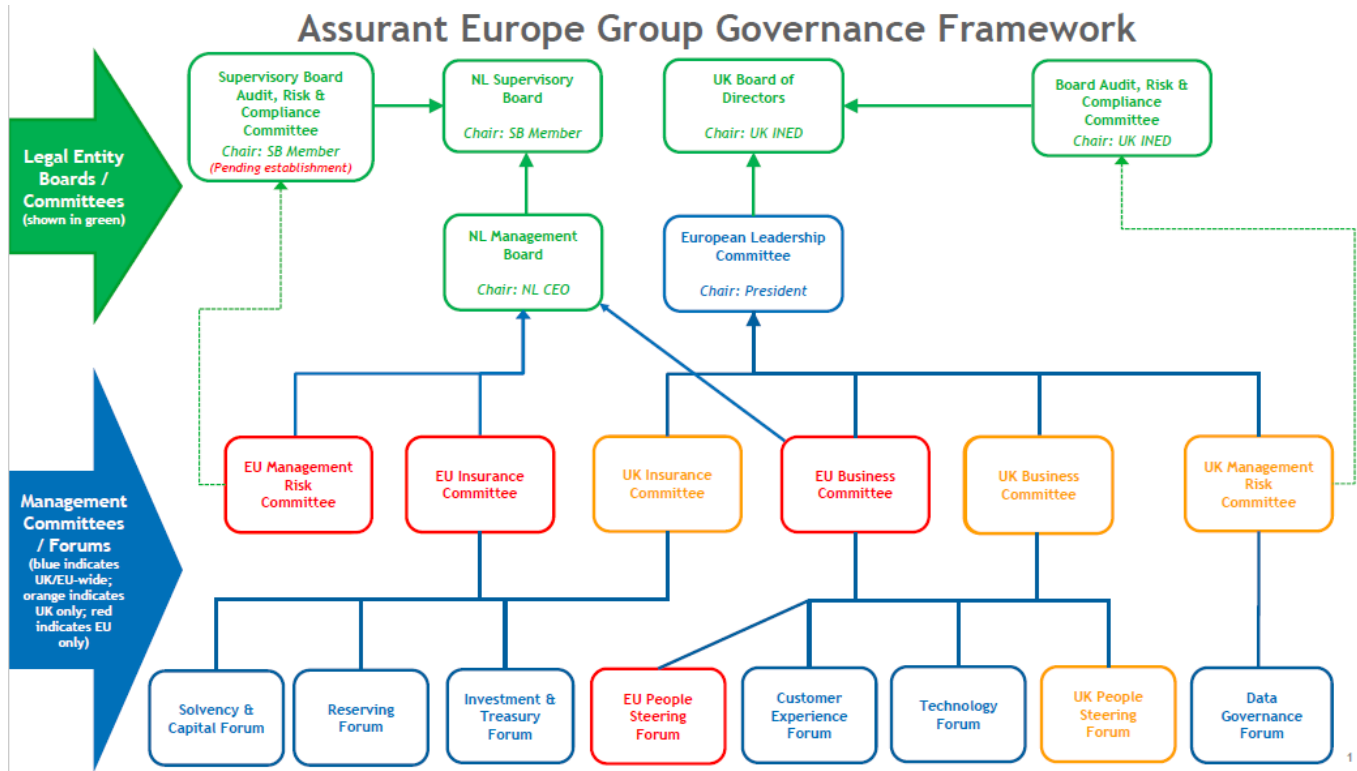 Assurant Europe Group Governance Framework
Legal Entity
Boards /
Committees
(shown in green)
Supervisory Board
Audit, Risk &
Compliance
Committee
Chair: SB Member
(Pending establishment)
NL Supervisory
Board
Chair: SB Member
UK Board of
Directors
Chair: UK INED
Board Audit, Risk &
Compliance
Committee
Chair: UK INED
NL Management
Board
Chair: NL CEO
European Leadership
Committee
Chair: President
Management
Committees
/ Forums
(blue indicates
UK/EU-wide;
orange indicates
UK only; red
indicates EU
only)
EU Management
Risk
Committee
EU Insurance
Committee
UK Insurance
Committee
EU Business
Committee
UK Business
Committee
UK Management
Risk
Committee
Solvency &
Capital Forum
Reserving
Forum
Investment &
Treasury
Forum
EU People
Steering
Forum
Customer
Experience
Forum
Technology
Forum
UK People
Steering
Forum
Data
Governance
Forum
1